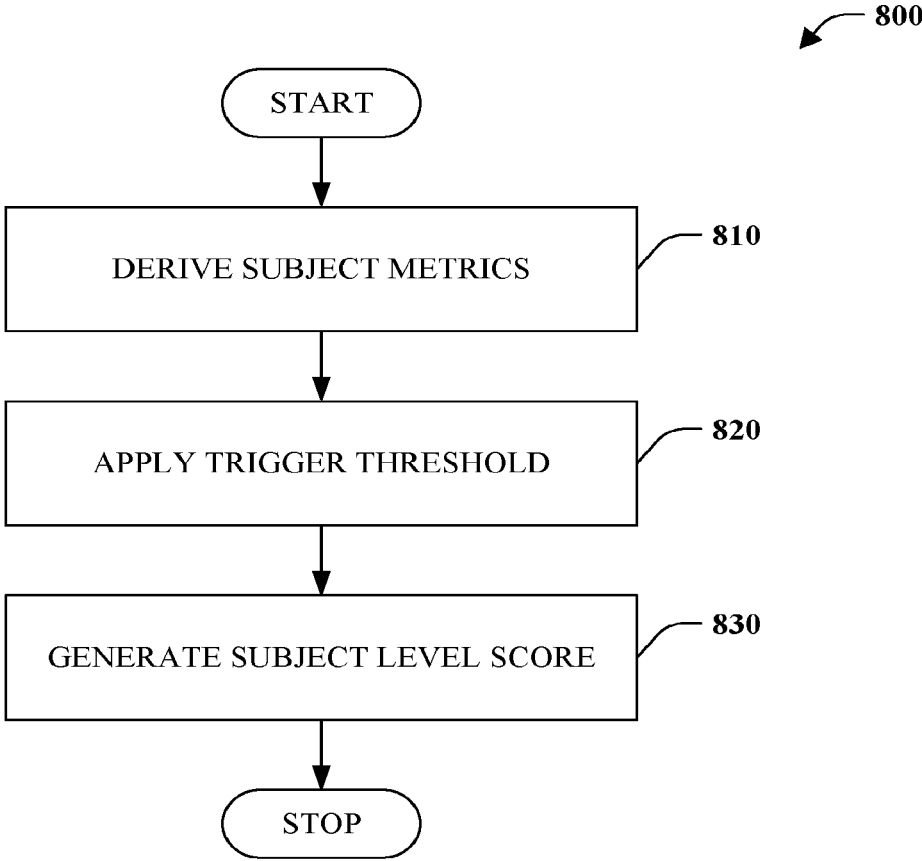 800
START
810
DERIVE SUBJECT METRICS
820
APPLY TRIGGER THRESHOLD
830
GENERATE SUBJECT LEVEL SCORE
STOP